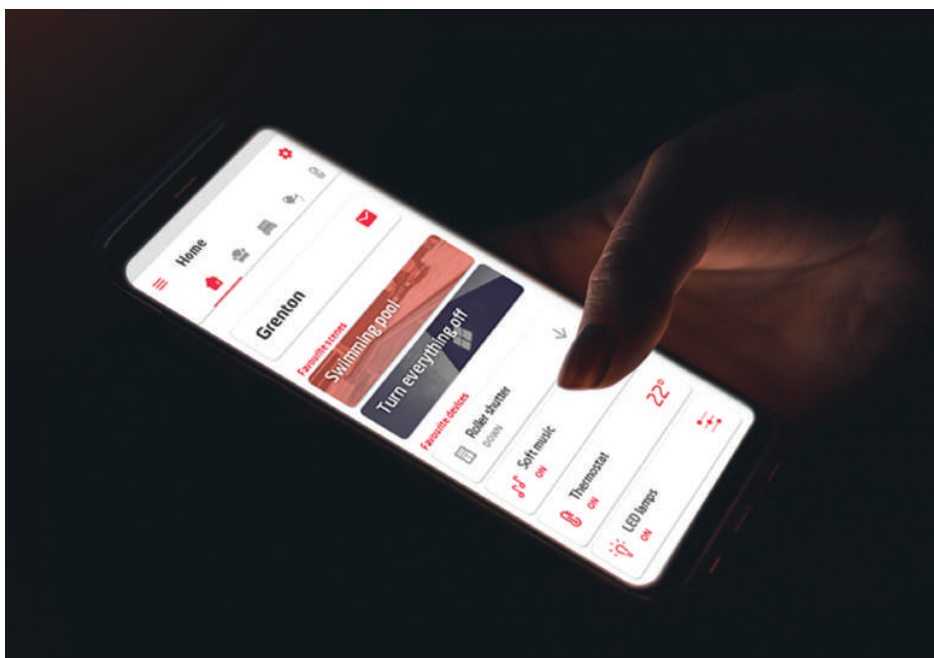 Home
Grenton
Favourite scenes
Swimming pool
Turn everything off
Favourite devices
Roller shutter
DOWN
Soft music
ON
Thermostat
ON
22°
LED lamps
ON